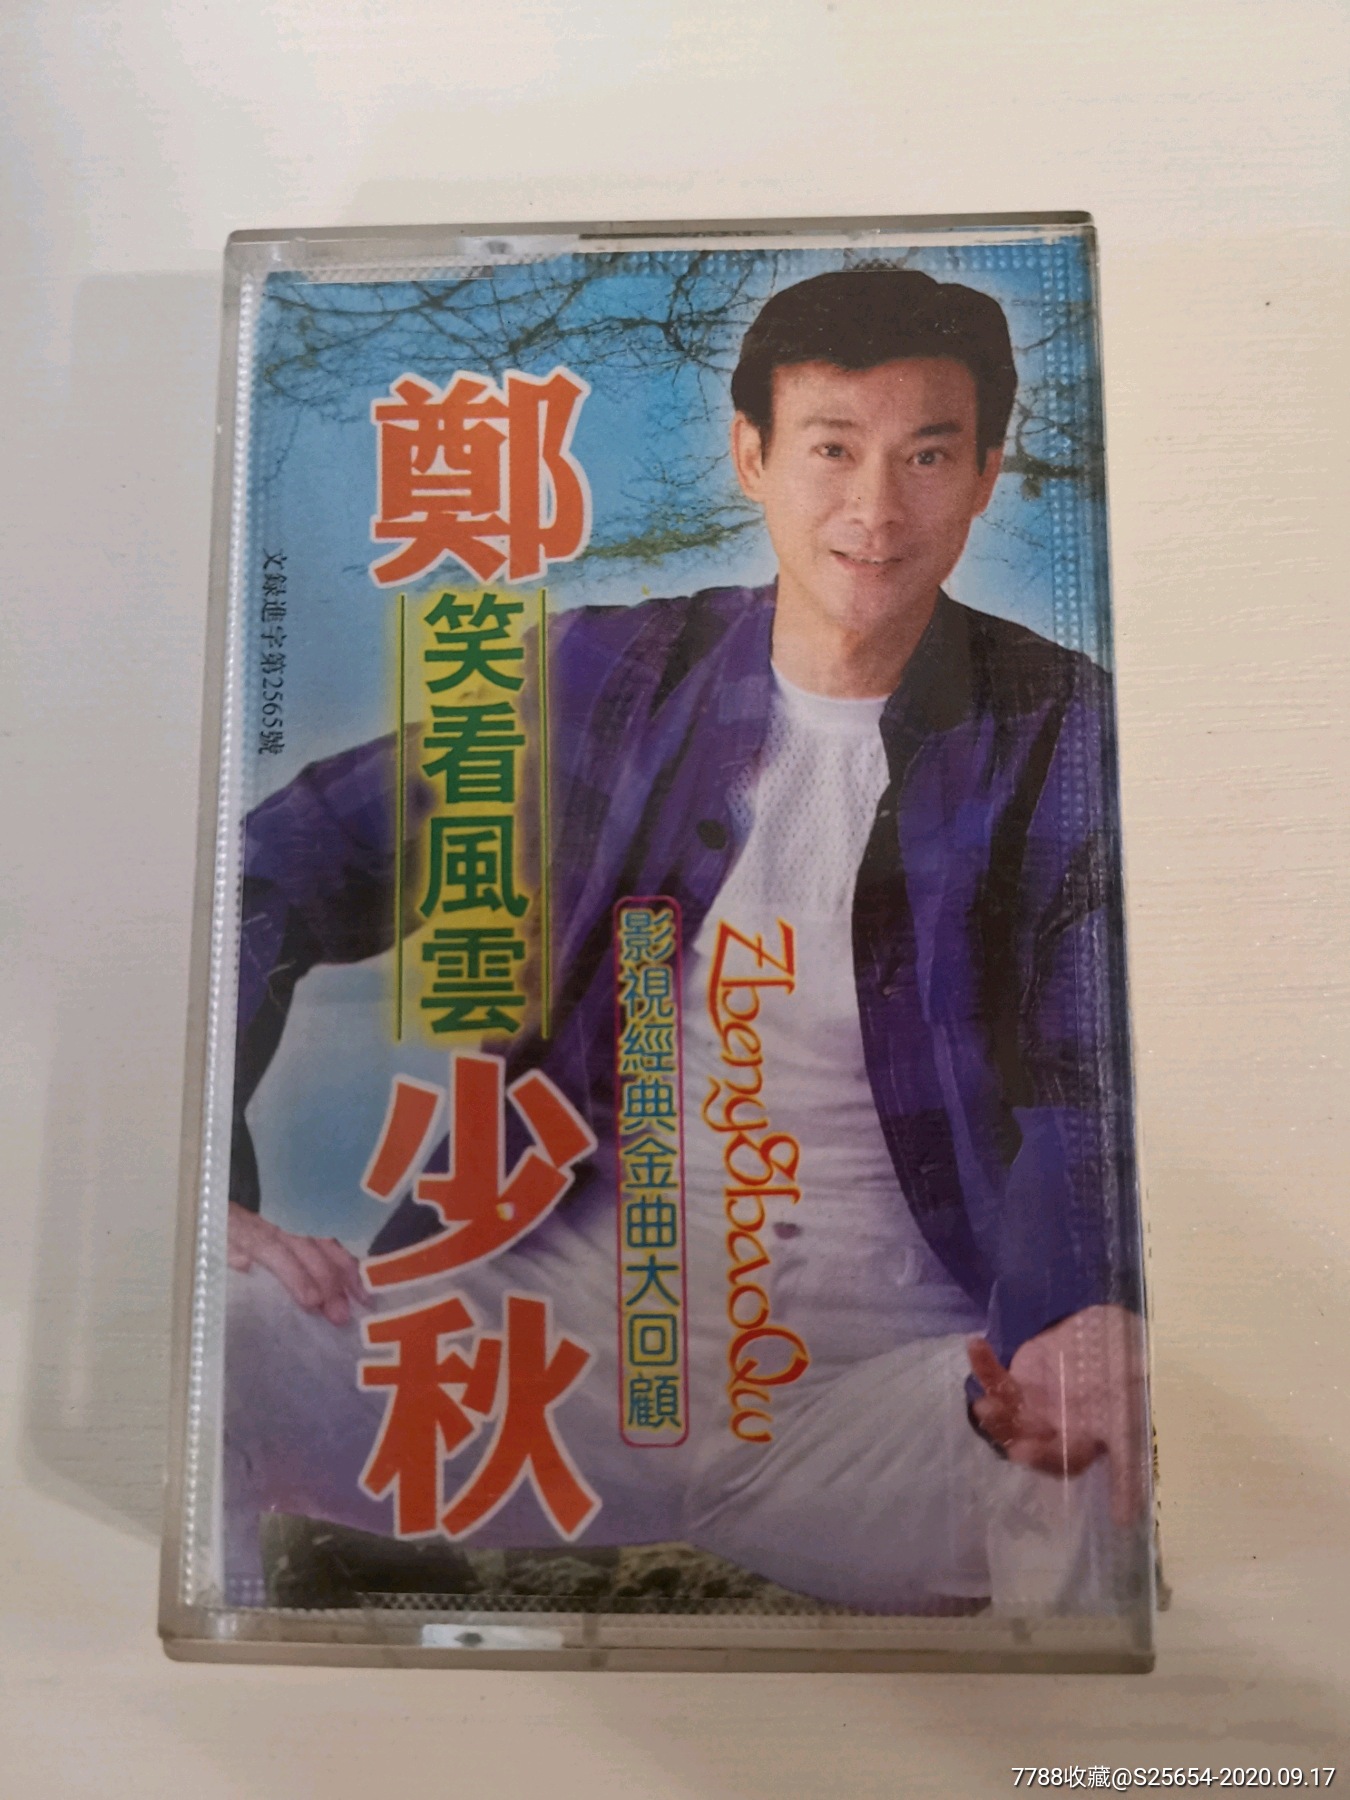 鄭少秋
笑看風雲
影視經典金曲大回顧
ZhengShaoQiu
文録進字第2565號
7788收藏@S25654-2020.09.17